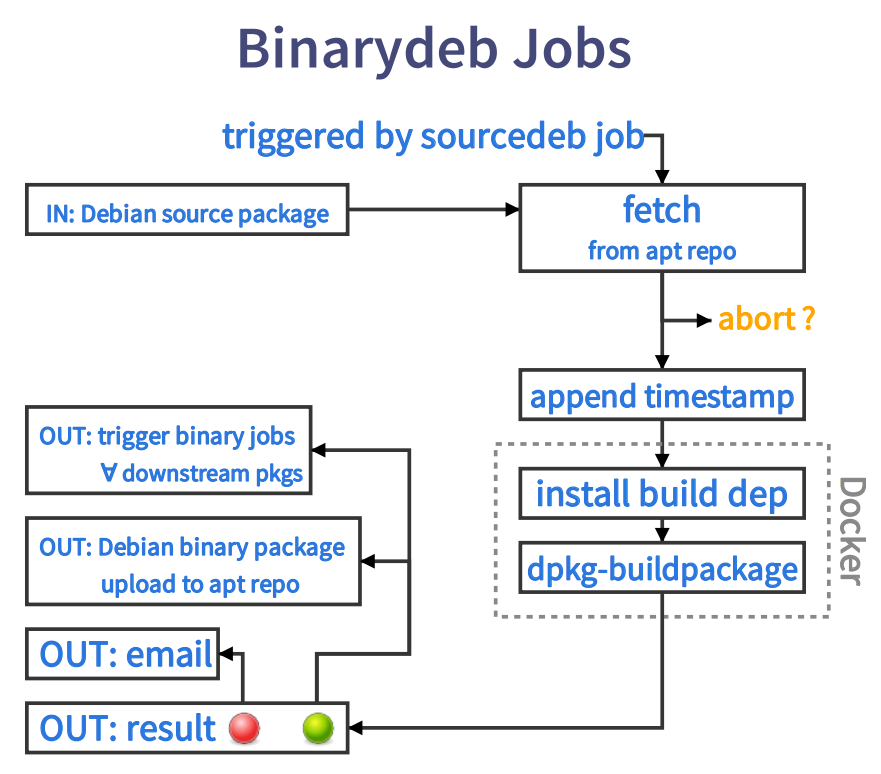 Binarydeb Jobs
triggered by sourcedeb job
IN: Debian source package
fetch
from apt repo
abort ?
append timestamp
OUT: trigger binary jobs
∀ downstream pkgs
install build dep
Docker
OUT: Debian binary package
upload to apt repo
dpkg-buildpackage
OUT: email
OUT: result